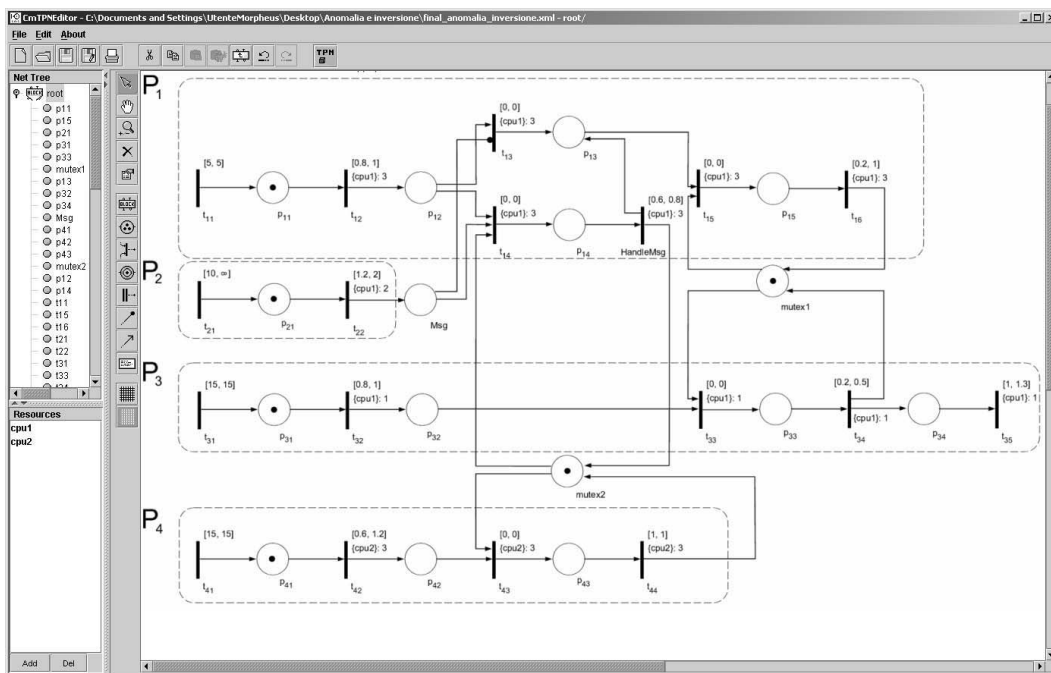 CmTPNEditor - C:\Documents and Settings\UtenteMorpheus\Desktop\Anomalia e inversione\final_anomalia_inversione.xml - root/
File Edit About
TPN
Net Tree
root
p11
p15
p21
p31
p33
mutex1
p13
p32
p34
Msg
p41
p42
p43
mutex2
p12
p14
t11
t15
t16
t21
t22
t31
t33
t34
Resources
cpu1
cpu2
Add Del
BLOCK
P1
[5, 5]
t11
p11
[0.8, 1]
{cpu1}: 3
t12
p12
[0, 0]
{cpu1}: 3
t13
p13
[0, 0]
{cpu1}: 3
t14
p14
[0.6, 0.8]
{cpu1}: 3
HandleMsg
[0, 0]
{cpu1}: 3
t15
p15
[0.2, 1]
{cpu1}: 3
t16
P2
[10, ∞]
t21
p21
[1.2, 2]
{cpu1}: 2
t22
Msg
mutex1
P3
[15, 15]
t31
p31
[0.8, 1]
{cpu1}: 1
t32
p32
[0, 0]
{cpu1}: 1
t33
p33
[0.2, 0.5]
{cpu1}: 1
t34
p34
[1, 1.3]
{cpu1}: 1
t35
mutex2
P4
[15, 15]
t41
p41
[0.6, 1.2]
{cpu2}: 3
t42
p42
[0, 0]
{cpu2}: 3
t43
p43
[1, 1]
{cpu2}: 3
t44